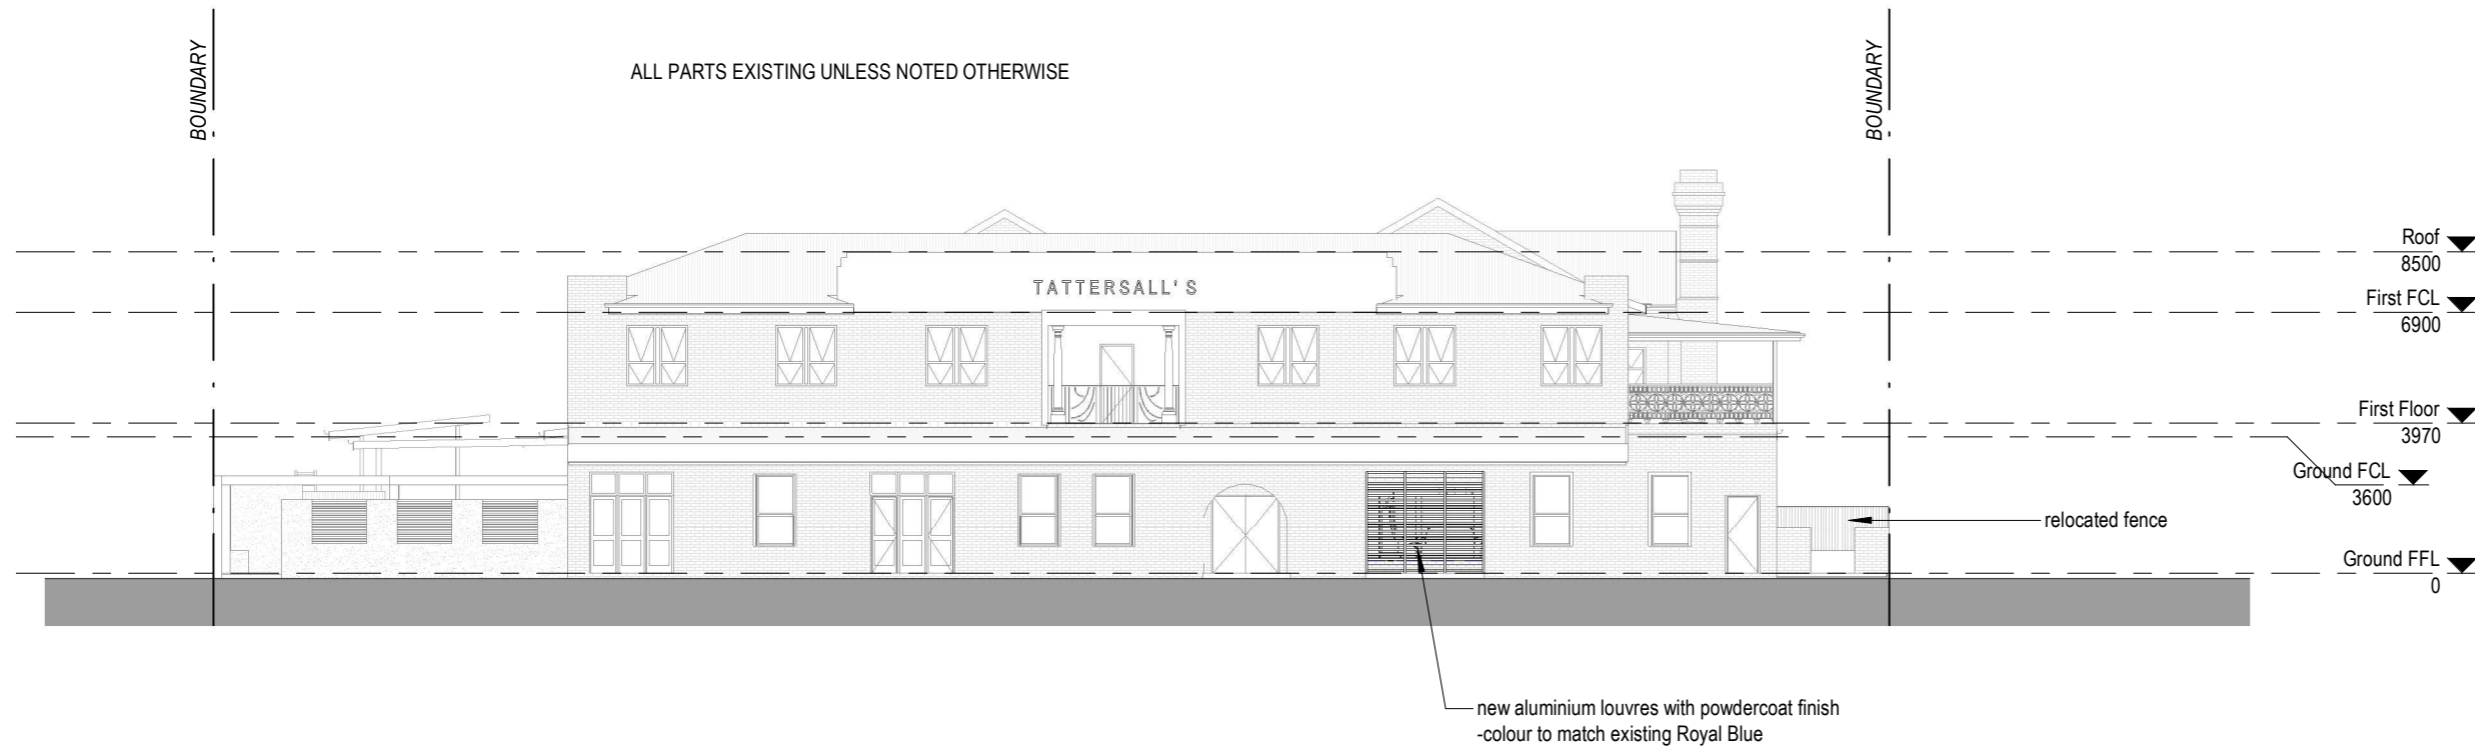 BOUNDARY
BOUNDARY
ALL PARTS EXISTING UNLESS NOTED OTHERWISE
TATTERSALL'S
Roof
8500
First FCL
6900
First Floor
3970
Ground FCL
3600
relocated fence
Ground FFL
0
new aluminium louvres with powdercoat finish
-colour to match existing Royal Blue